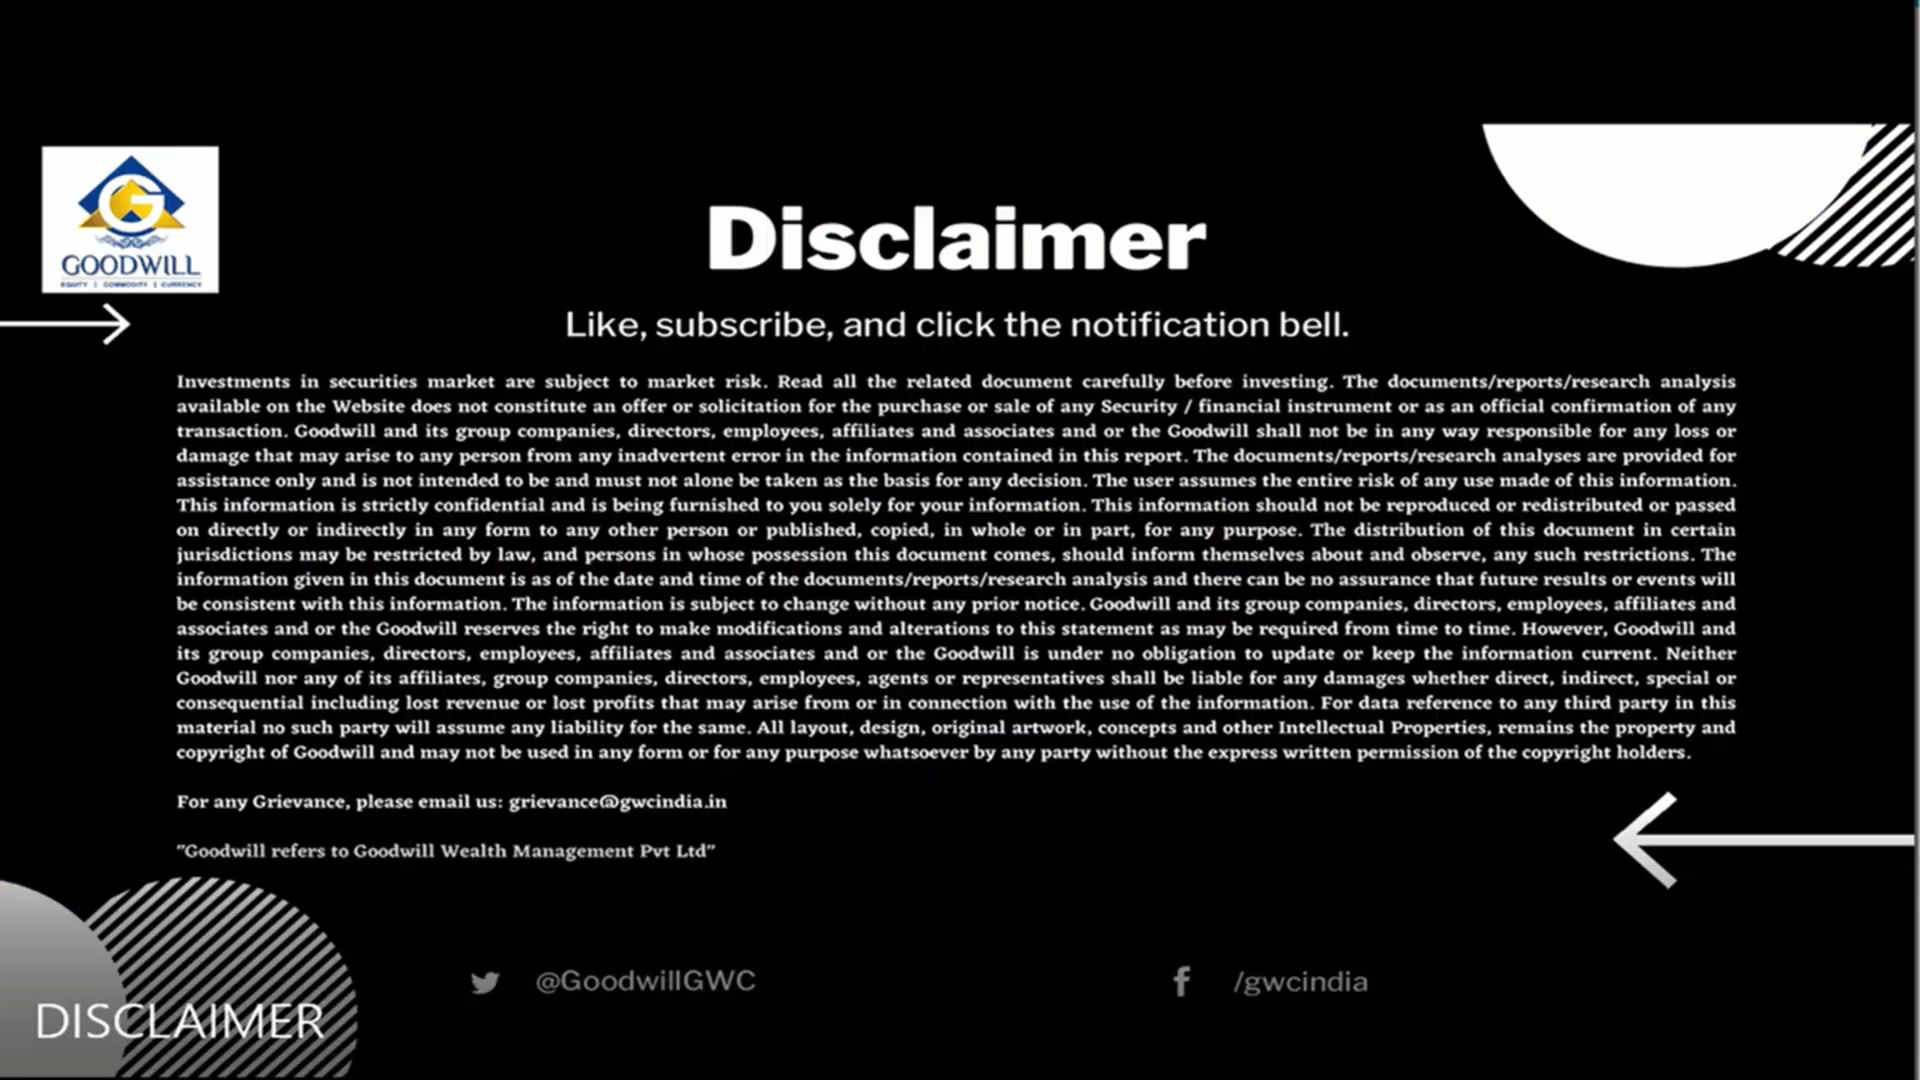 GOODWILL
EQUITY | COMMODITY | CURRENCY
Disclaimer
Like, subscribe, and click the notification bell.
Investments in securities market are subject to market risk. Read all the related document carefully before investing. The documents/reports/research analysis
available on the Website does not constitute an offer or solicitation for the purchase or sale of any Security / financial instrument or as an official confirmation of any
transaction. Goodwill and its group companies, directors, employees, affiliates and associates and or the Goodwill shall not be in any way responsible for any loss or
damage that may arise to any person from any inadvertent error in the information contained in this report. The documents/reports/research analyses are provided for
assistance only and is not intended to be and must not alone be taken as the basis for any decision. The user assumes the entire risk of any use made of this information.
This information is strictly confidential and is being furnished to you solely for your information. This information should not be reproduced or redistributed or passed
on directly or indirectly in any form to any other person or published, copied, in whole or in part, for any purpose. The distribution of this document in certain
jurisdictions may be restricted by law, and persons in whose possession this document comes, should inform themselves about and observe, any such restrictions. The
information given in this document is as of the date and time of the documents/reports/research analysis and there can be no assurance that future results or events will
be consistent with this information. The information is subject to change without any prior notice. Goodwill and its group companies, directors, employees, affiliates and
associates and or the Goodwill reserves the right to make modifications and alterations to this statement as may be required from time to time. However, Goodwill and
its group companies, directors, employees, affiliates and associates and or the Goodwill is under no obligation to update or keep the information current. Neither
Goodwill nor any of its affiliates, group companies, directors, employees, agents or representatives shall be liable for any damages whether direct, indirect, special or
consequential including lost revenue or lost profits that may arise from or in connection with the use of the information. For data reference to any third party in this
material no such party will assume any liability for the same. All layout, design, original artwork, concepts and other Intellectual Properties, remains the property and
copyright of Goodwill and may not be used in any form or for any purpose whatsoever by any party without the express written permission of the copyright holders.
For any Grievance, please email us: grievance@gwcindia.in
"Goodwill refers to Goodwill Wealth Management Pvt Ltd"
@GoodwillGWC
/gwcindia
DISCLAIMER